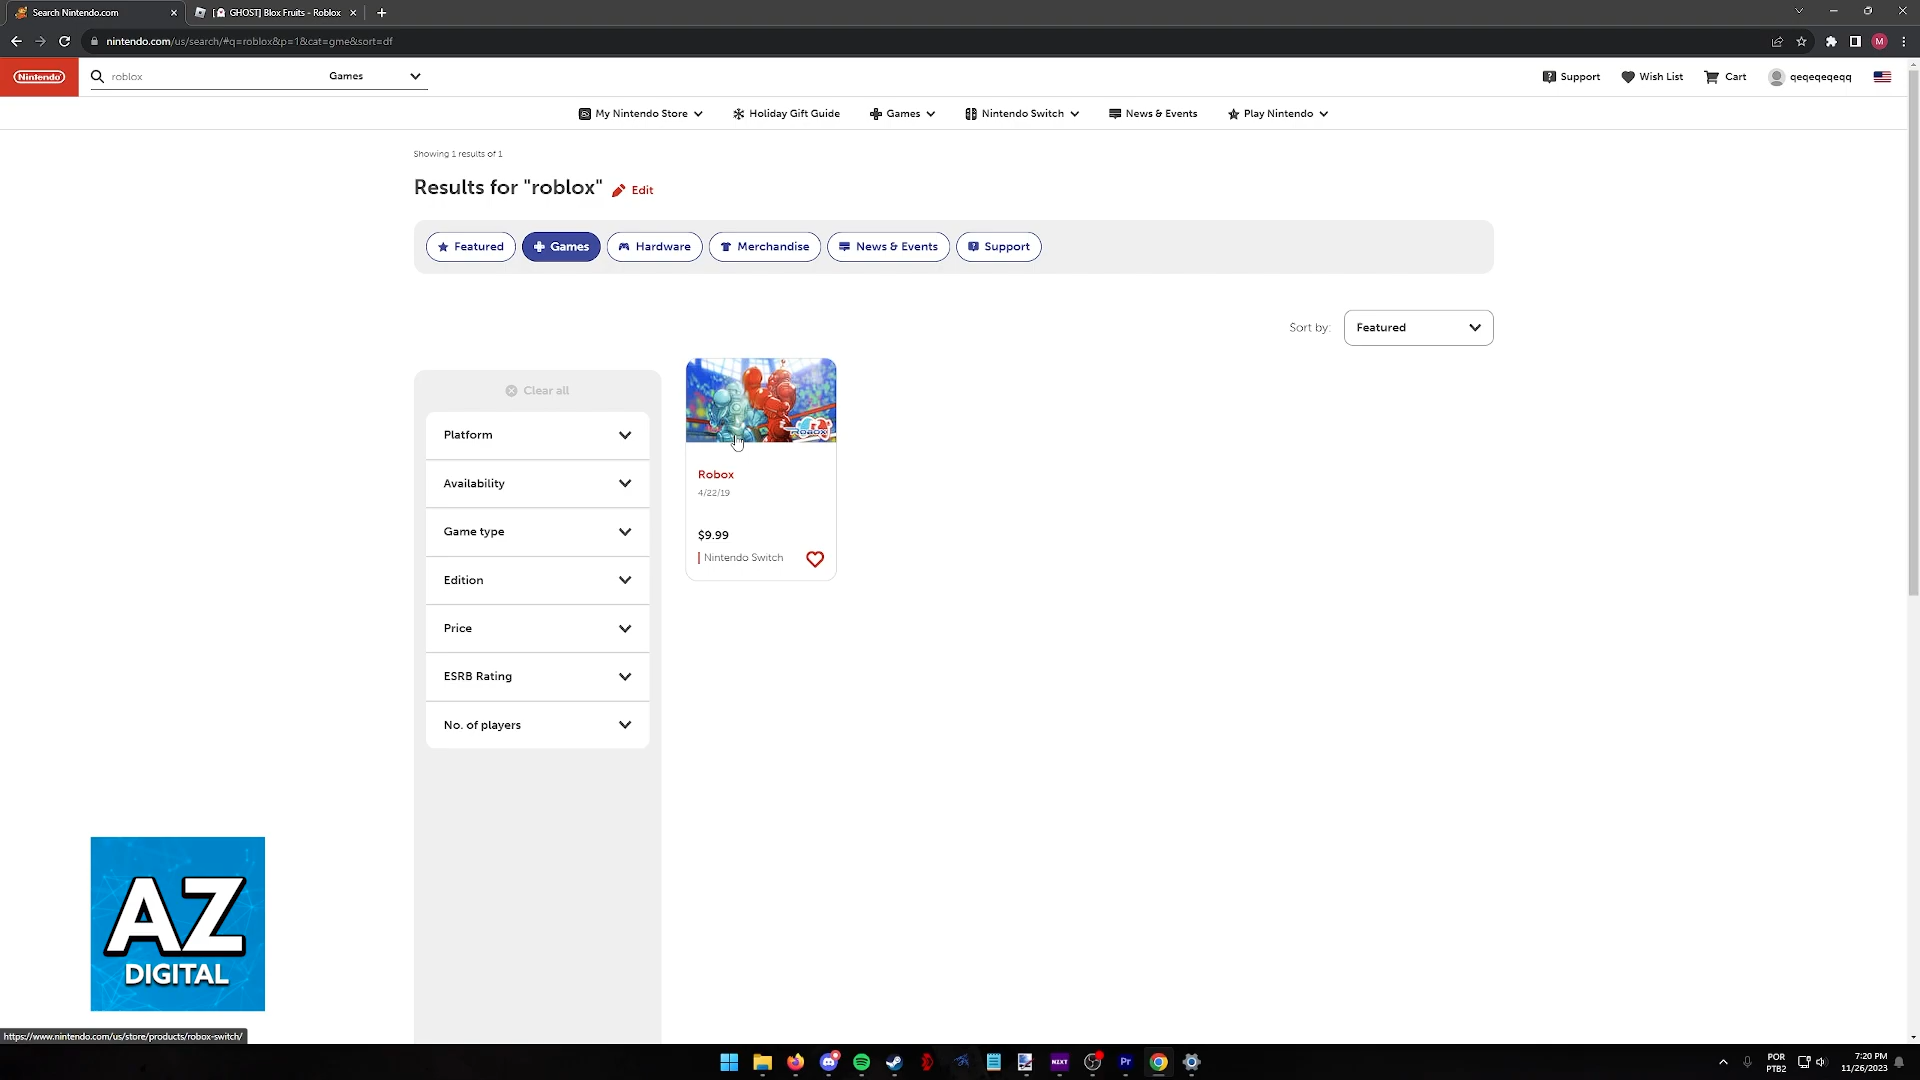 Search Nintendo.com
[👻 GHOST] Blox Fruits - Roblox
nintendo.com/us/search/#q=roblox&p=1&cat=gme&sort=df
M
Nintendo
roblox
Games
Support
Wish List
Cart
qeqeqeqeqq
My Nintendo Store
Holiday Gift Guide
Games
Nintendo Switch
News & Events
Play Nintendo
Showing 1 results of 1
Results for "roblox"
Edit
Featured
Games
Hardware
Merchandise
News & Events
Support
Sort by:
Featured
Clear all
Platform
Availability
Game type
Edition
Price
ESRB Rating
No. of players
Robox
Robox
4/22/19
$9.99
Nintendo Switch
AZ
DIGITAL
https://www.nintendo.com/us/store/products/robox-switch/
NZXT
Pr
POR
PTB2
7:20 PM
11/26/2023